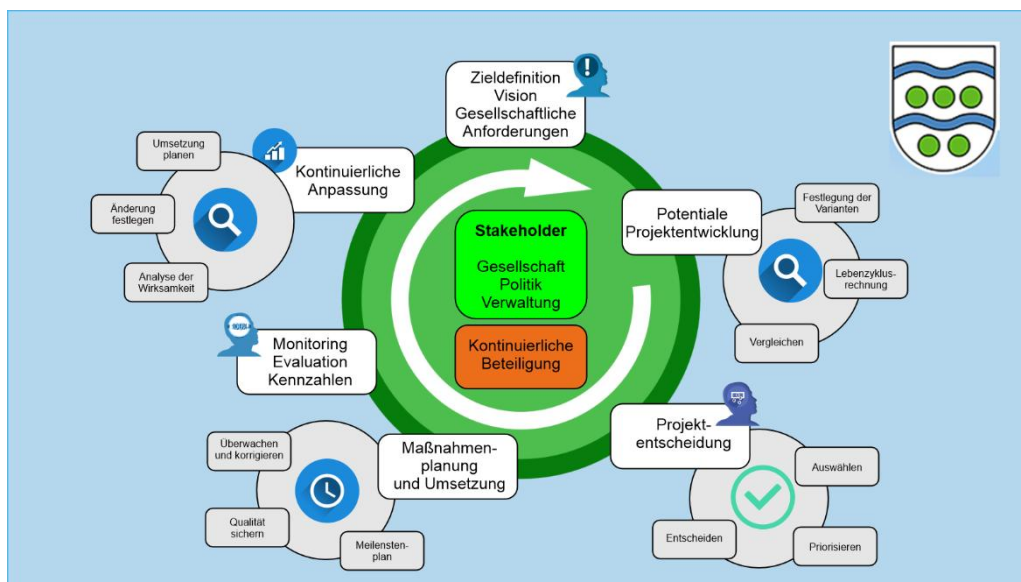 Zieldefinition
Vision
Gesellschaftliche
Anforderungen
Potentiale
Projektentwicklung
Festlegung der
Varianten
Lebenzyklus-
rechnung
Vergleichen
Projekt-
entscheidung
Auswählen
Priorisieren
Entscheiden
Maßnahmen-
planung
und Umsetzung
Meilensten-
plan
Qualität
sichern
Überwachen
und korrigieren
Monitoring
Evaluation
Kennzahlen
Kontinuierliche
Anpassung
Analyse der
Wirksamkeit
Änderung
festlegen
Umsetzung
planen
Stakeholder
Gesellschaft
Politik
Verwaltung
Kontinuierliche
Beteiligung